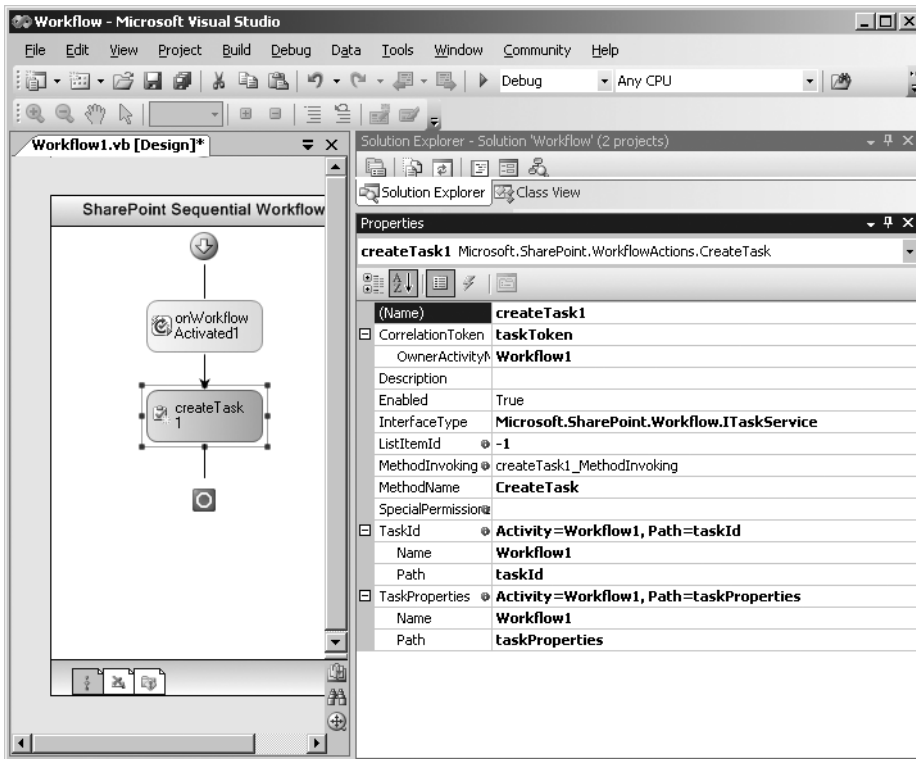 Workflow - Microsoft Visual Studio
File Edit View Project Build Debug Data Tools Window Community Help
Debug Any CPU
Workflow1.vb [Design]*
Solution Explorer - Solution 'Workflow' (2 projects)
Solution Explorer Class View
SharePoint Sequential Workflow
onWorkflow
Activated1
createTask
1
Properties
createTask1 Microsoft.SharePoint.WorkflowActions.CreateTask
(Name) createTask1
CorrelationToken taskToken
OwnerActivityN Workflow1
Description
Enabled True
InterfaceType Microsoft.SharePoint.Workflow.ITaskService
ListItemId -1
MethodInvoking createTask1_MethodInvoking
MethodName CreateTask
SpecialPermission
TaskId Activity=Workflow1, Path=taskId
Name Workflow1
Path taskId
TaskProperties Activity=Workflow1, Path=taskProperties
Name Workflow1
Path taskProperties